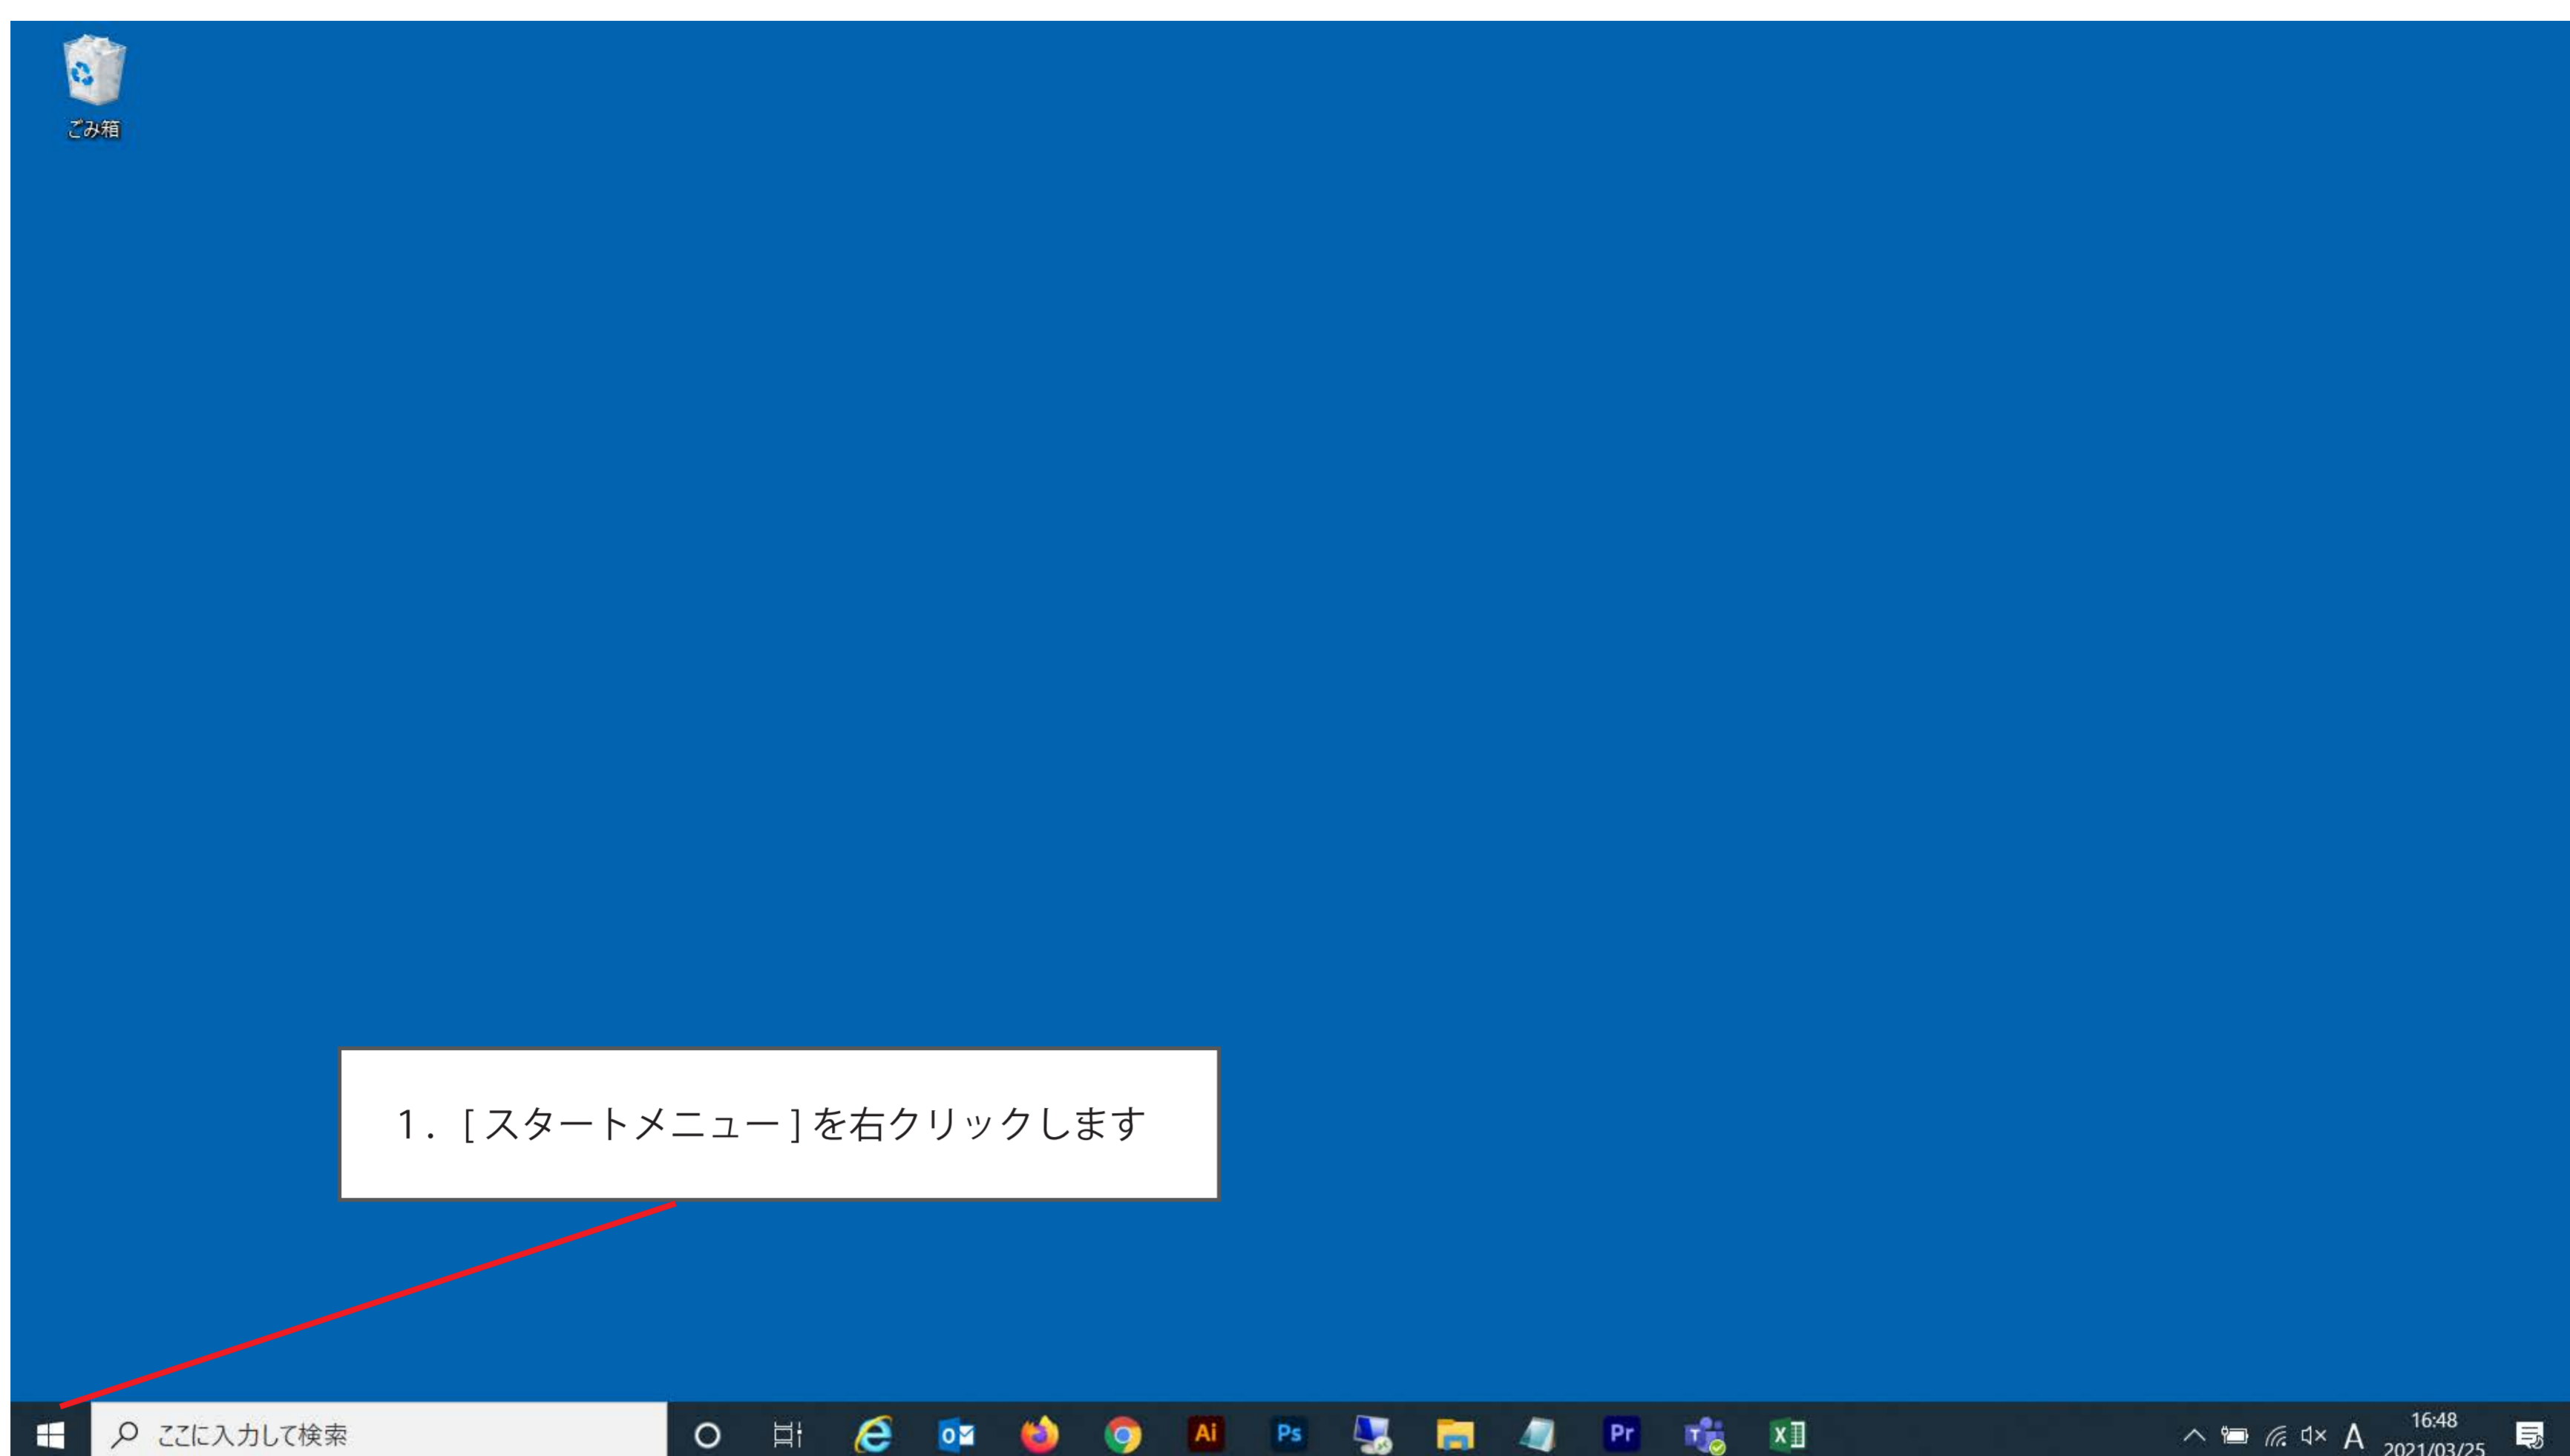 ごみ箱
1．[ スタートメニュー ] を右クリックします
ここに入力して検索
Ai
Ps
Pr
A
16:48
2021/03/25